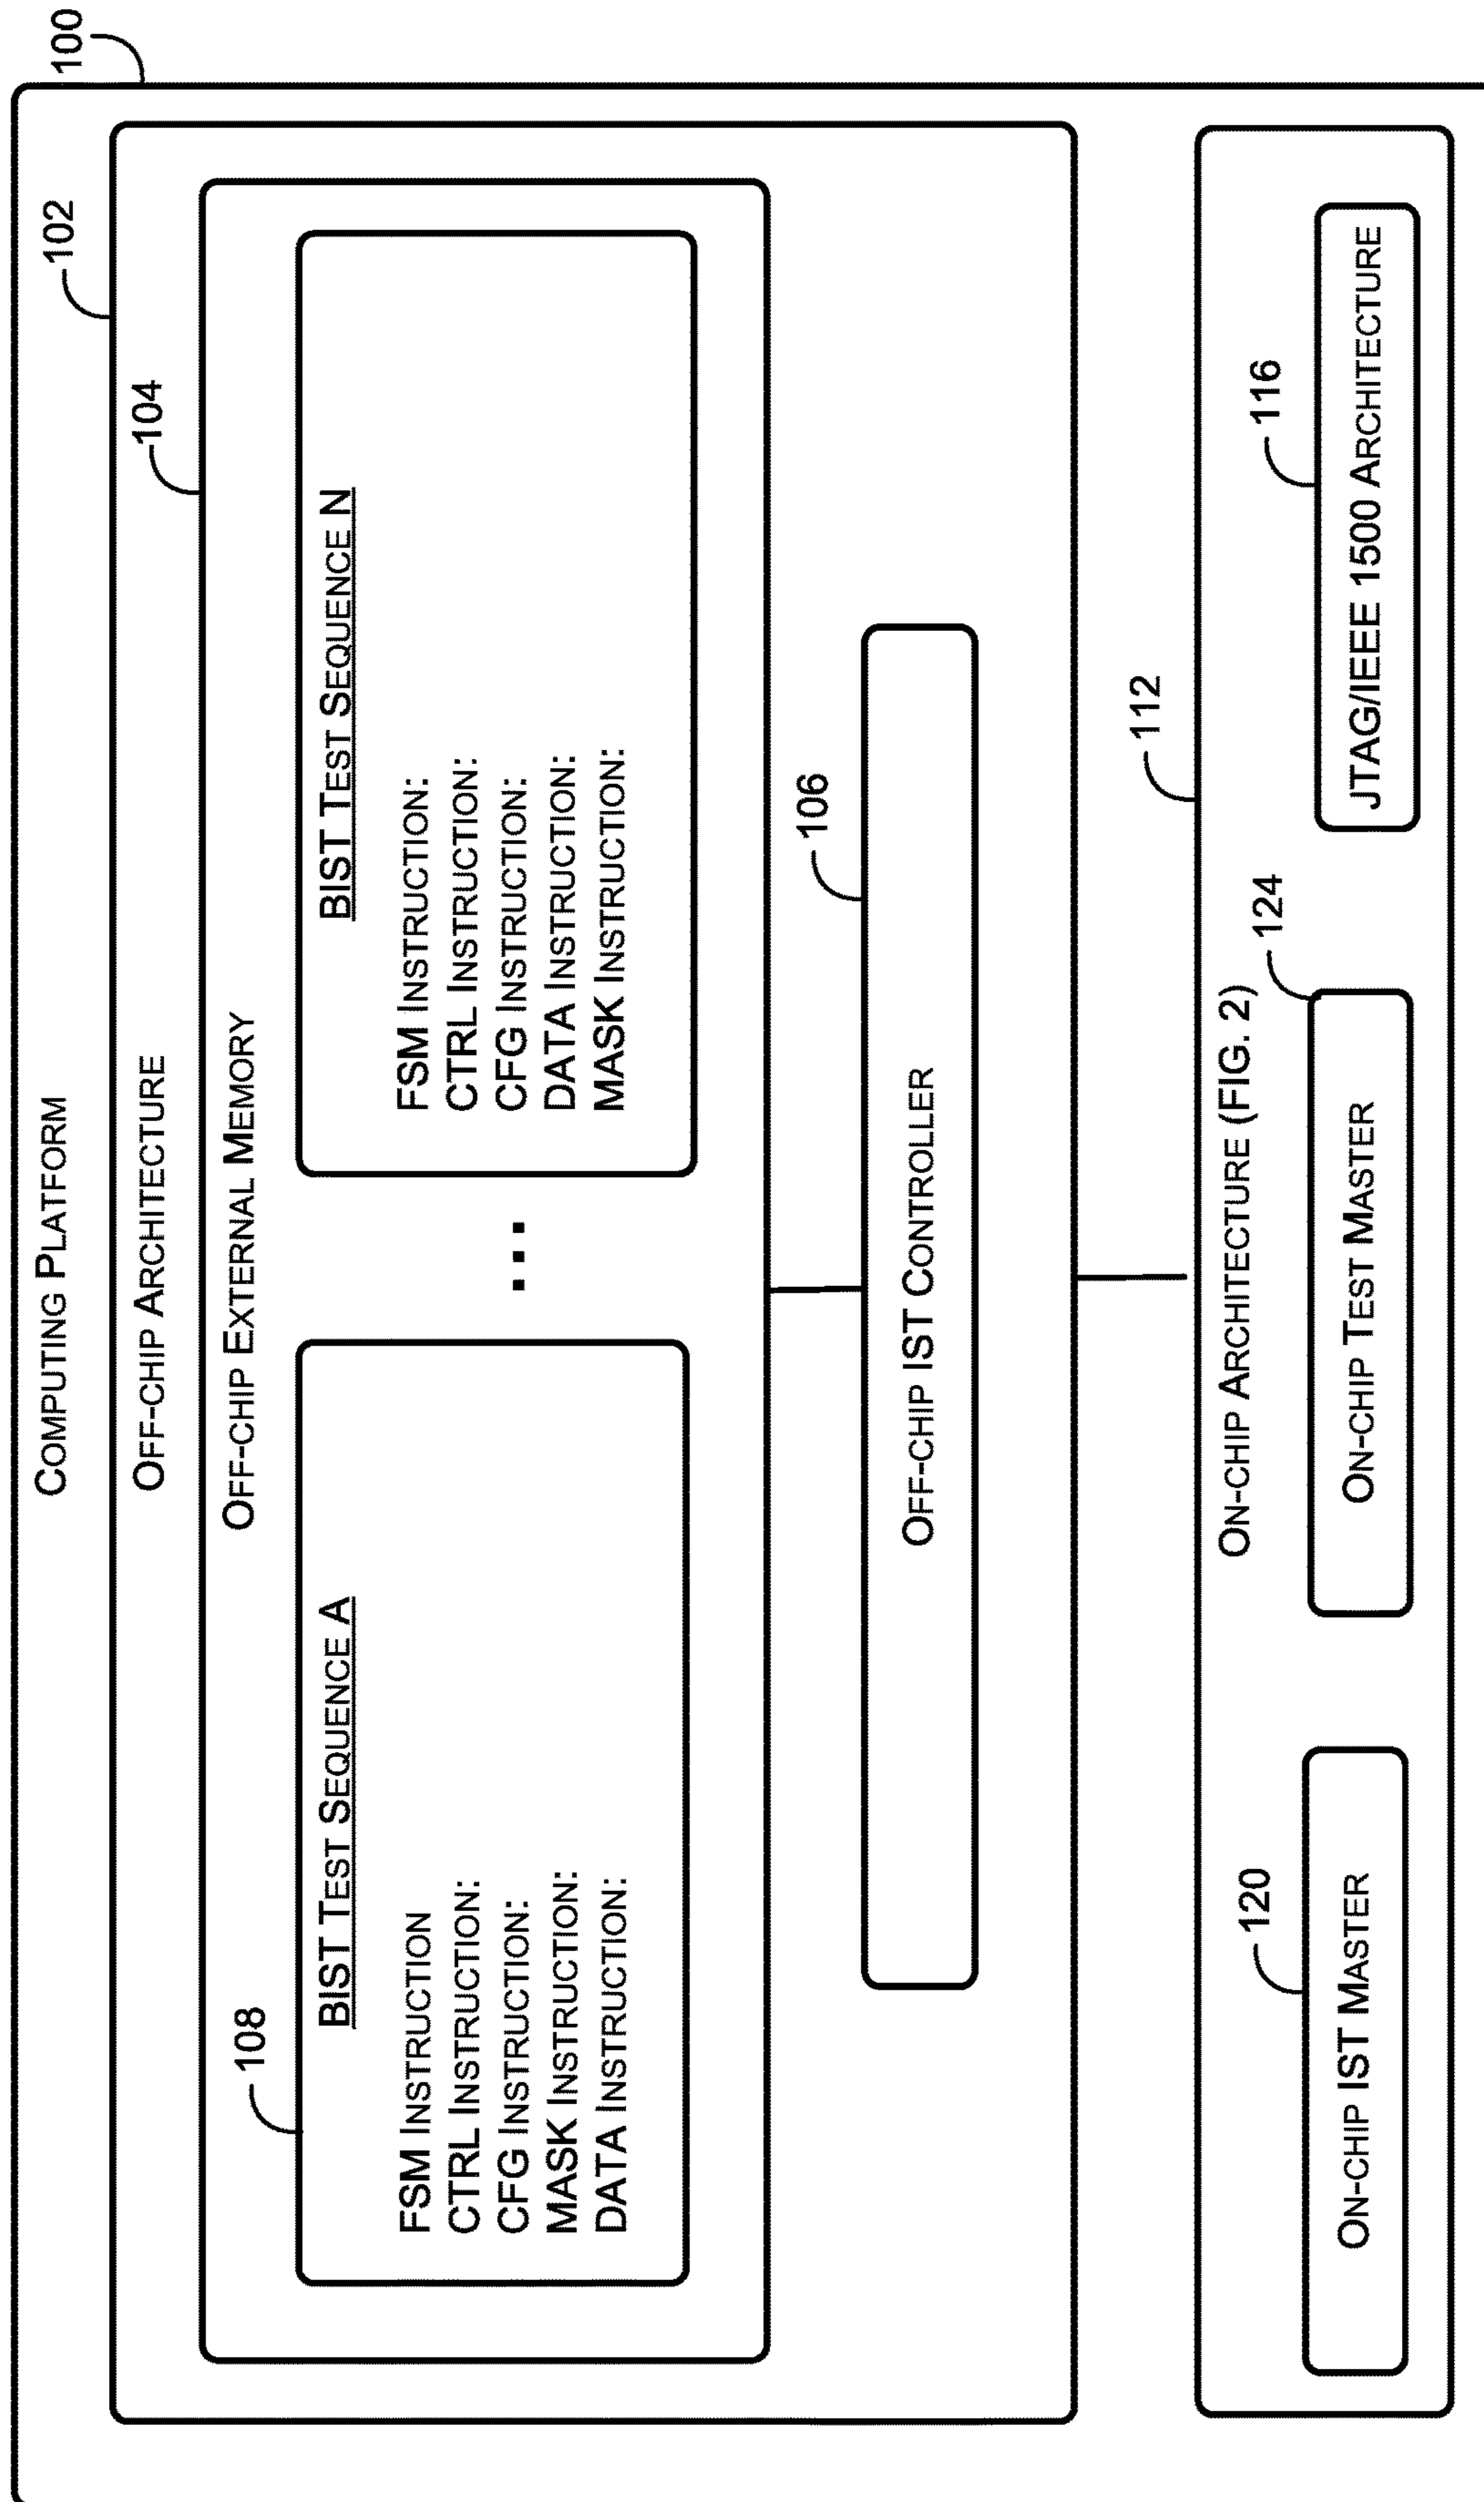 100
COMPUTING PLATFORM
102
OFF-CHIP ARCHITECTURE
104
OFF-CHIP EXTERNAL MEMORY
108
BIST TEST SEQUENCE A
FSM INSTRUCTION
CTRL INSTRUCTION:
CFG INSTRUCTION:
MASK INSTRUCTION:
DATA INSTRUCTION:
...
BIST TEST SEQUENCE N
FSM INSTRUCTION:
CTRL INSTRUCTION:
CFG INSTRUCTION:
DATA INSTRUCTION:
MASK INSTRUCTION:
106
OFF-CHIP IST CONTROLLER
112
ON-CHIP ARCHITECTURE (FIG. 2)
120
ON-CHIP IST MASTER
124
ON-CHIP TEST MASTER
116
JTAG/IEEE 1500 ARCHITECTURE